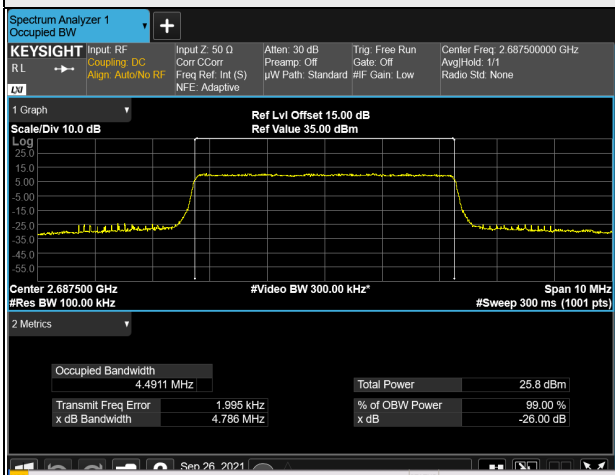 Spectrum Analyzer 1
Occupied BW
+
KEYSIGHT Input: RF Input Z: 50 Ω Atten: 30 dB Trig: Free Run Center Freq: 2.687500000 GHz
RL Coupling: DC Corr CCorr Preamp: Off Gate: Off Avg|Hold: 1/1
Align: Auto/No RF Freq Ref: Int (S) µW Path: Standard #IF Gain: Low Radio Std: None
LXI NFE: Adaptive
1 Graph Ref Lvl Offset 15.00 dB
Scale/Div 10.0 dB Ref Value 35.00 dBm
Log
25.0
15.0
5.00
-5.00
-15.0
-25.0
-35.0
-45.0
-55.0
Center 2.687500 GHz #Video BW 300.00 kHz* Span 10 MHz
#Res BW 100.00 kHz #Sweep 300 ms (1001 pts)
2 Metrics
Occupied Bandwidth
4.4911 MHz Total Power 25.8 dBm
Transmit Freq Error 1.995 kHz % of OBW Power 99.00 %
x dB Bandwidth 4.786 MHz x dB -26.00 dB
Sep 26, 2021